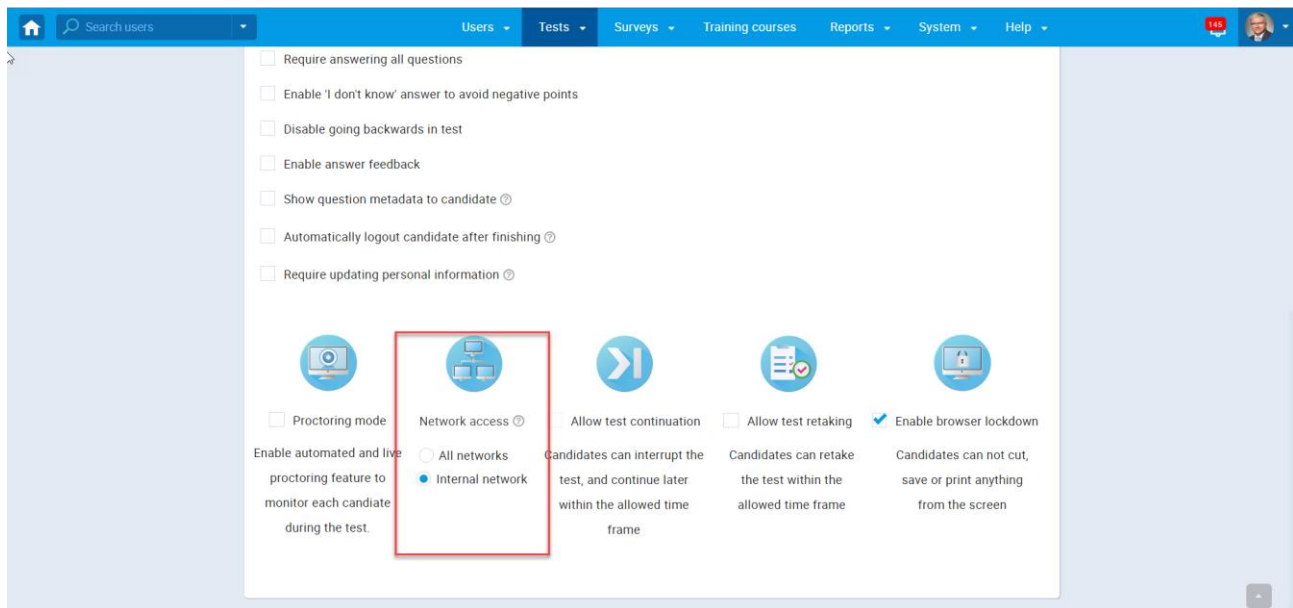 Search users
Users
Tests
Surveys
Training courses
Reports
System
Help
145
Require answering all questions
Enable 'I don't know' answer to avoid negative points
Disable going backwards in test
Enable answer feedback
Show question metadata to candidate
Automatically logout candidate after finishing
Require updating personal information
Proctoring mode
Enable automated and live
proctoring feature to
monitor each candiate
during the test.
Network access
All networks
Internal network
Allow test continuation
Candidates can interrupt the
test, and continue later
within the allowed time
frame
Allow test retaking
Candidates can retake
the test within the
allowed time frame
Enable browser lockdown
Candidates can not cut,
save or print anything
from the screen